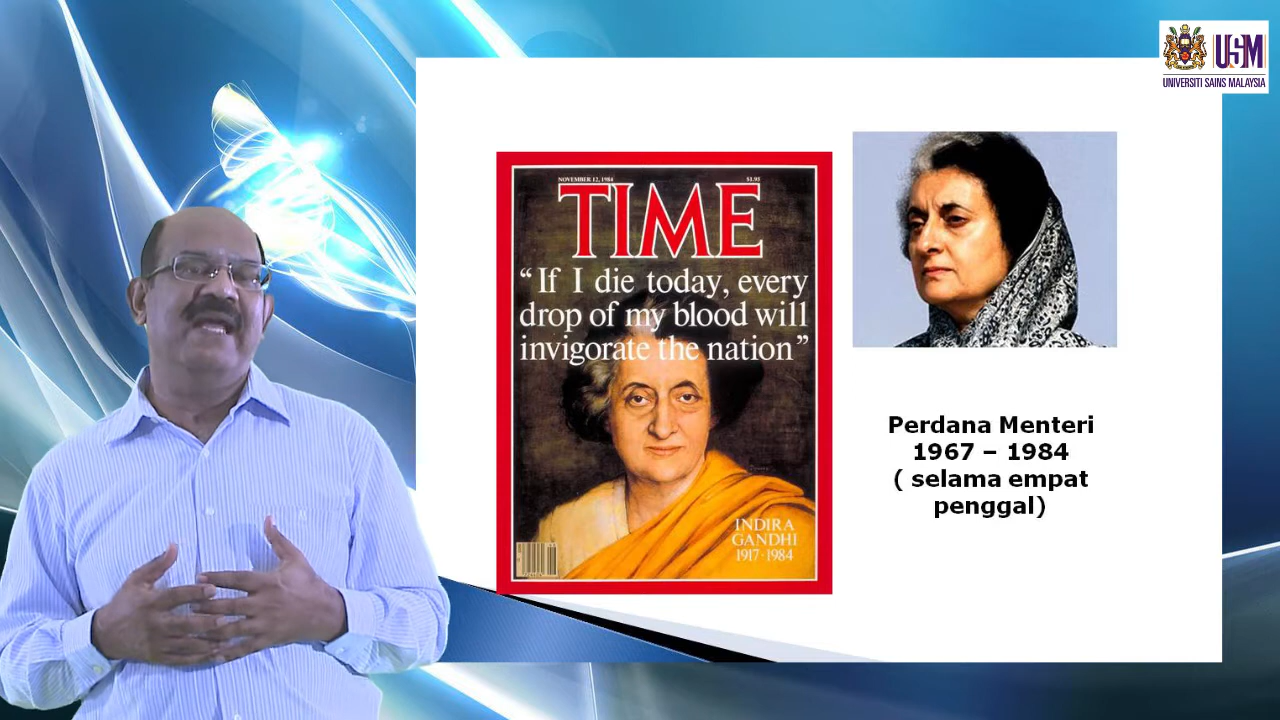 USM
UNIVERSITI SAINS MALAYSIA
NOVEMBER 12, 1984 $1.95
TIME
“If I die today, every
drop of my blood will
invigorate the nation”
INDIRA
GANDHI
1917·1984
Perdana Menteri
1967 – 1984
( selama empat
penggal)